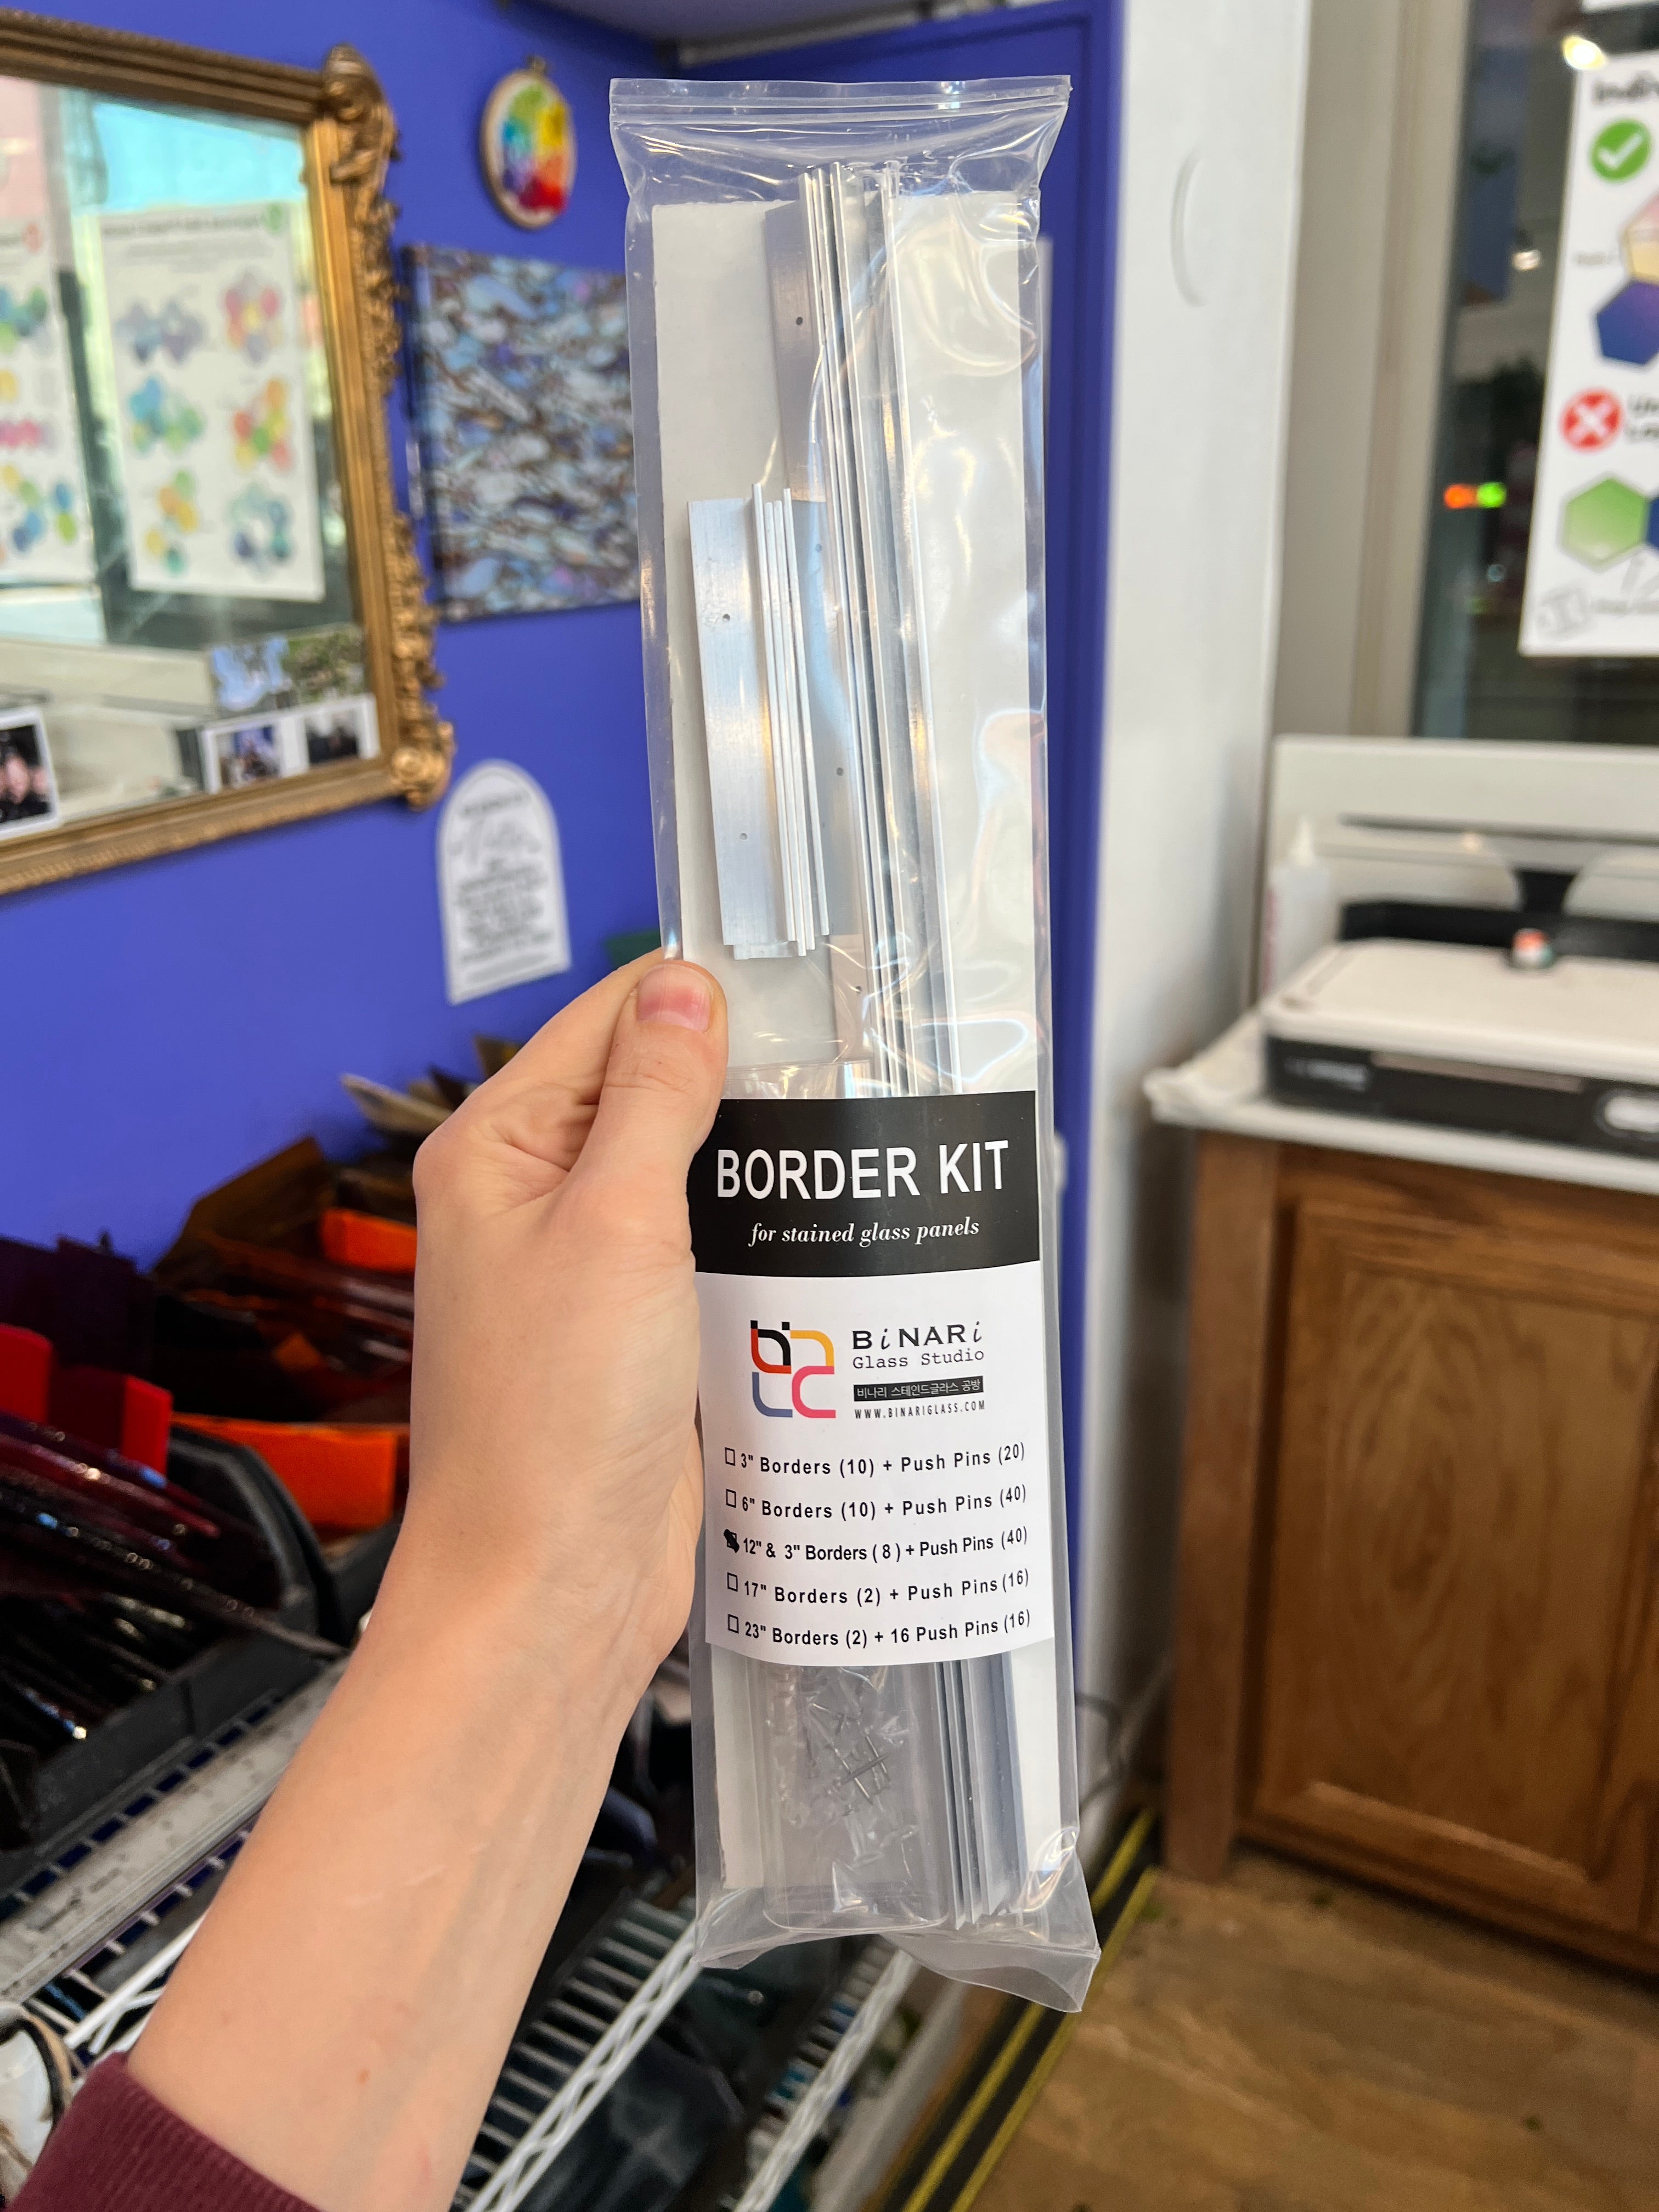 BORDER KIT
for stained glass panels
BiNARi
Glass Studio
비나리 스테인드글라스 공방
WWW.BINARIGLASS.COM
3" Borders (10) + Push Pins (20)
6" Borders (10) + Push Pins (40)
12" & 3" Borders ( 8 ) + Push Pins (40)
17" Borders (2) + Push Pins (16)
23" Borders (2) + 16 Push Pins (16)